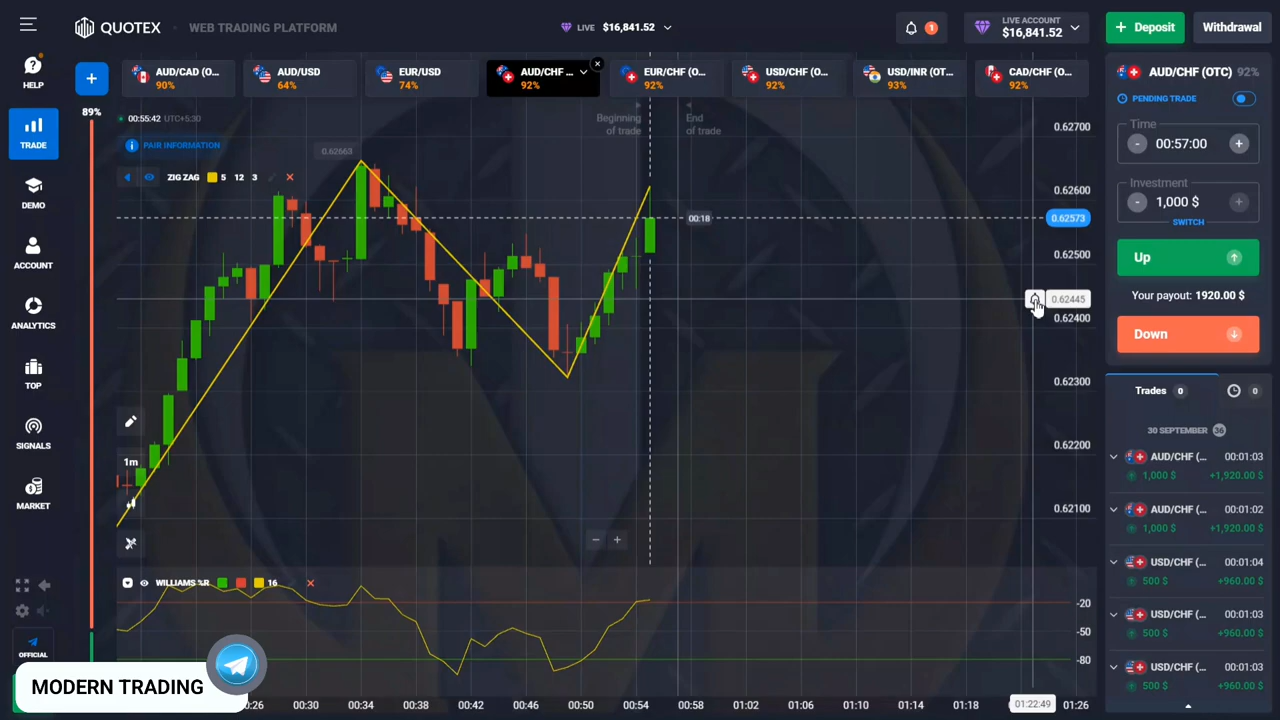 QUOTEX
WEB TRADING PLATFORM
LIVE $16,841.52
1
LIVE ACCOUNT
$16,841.52
+ Deposit
Withdrawal
HELP
TRADE
DEMO
ACCOUNT
ANALYTICS
TOP
SIGNALS
MARKET
OFFICIAL
+
AUD/CAD (O...
90%
AUD/USD
64%
EUR/USD
74%
AUD/CHF ...
92%
EUR/CHF (O...
92%
USD/CHF (O...
92%
USD/INR (OT...
93%
CAD/CHF (O...
92%
89%
00:55:42 UTC+5:30
PAIR INFORMATION
ZIG ZAG 5 12 3
0.62663
Beginning
of trade
End
of trade
00:18
0.62700
0.62600
0.62573
0.62500
0.62445
0.62400
0.62300
0.62200
0.62100
1m
WILLIAMS %R 16
-20
-50
-80
00:26
00:30
00:34
00:38
00:42
00:46
00:50
00:54
00:58
01:02
01:06
01:10
01:14
01:18
01:22:49
01:26
AUD/CHF (OTC) 92%
PENDING TRADE
Time
- 00:57:00 +
Investment
- 1,000 $ +
SWITCH
Up
Your payout: 1920.00 $
Down
Trades 0
0
30 SEPTEMBER 36
AUD/CHF (... 00:01:03
1,000 $ +1,920.00 $
AUD/CHF (... 00:01:02
1,000 $ +1,920.00 $
USD/CHF (... 00:01:04
500 $ +960.00 $
USD/CHF (... 00:01:03
500 $ +960.00 $
USD/CHF (... 00:01:03
500 $ +960.00 $
MODERN TRADING